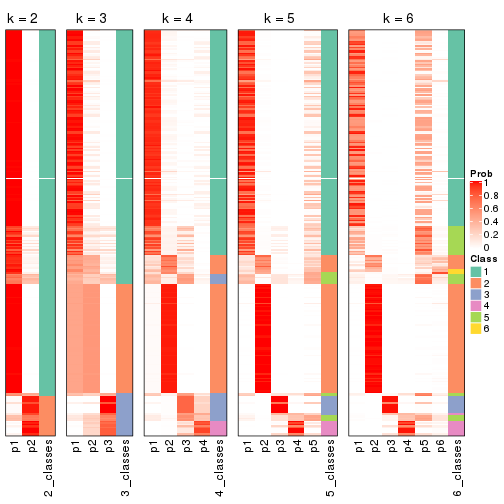 k = 2
k = 3
k = 4
k = 5
k = 6
p1
p2
2_classes
p1
p2
p3
3_classes
p1
p2
p3
p4
4_classes
p1
p2
p3
p4
p5
5_classes
p1
p2
p3
p4
p5
p6
6_classes
Prob
1
0.8
0.6
0.4
0.2
0
Class
1
2
3
4
5
6